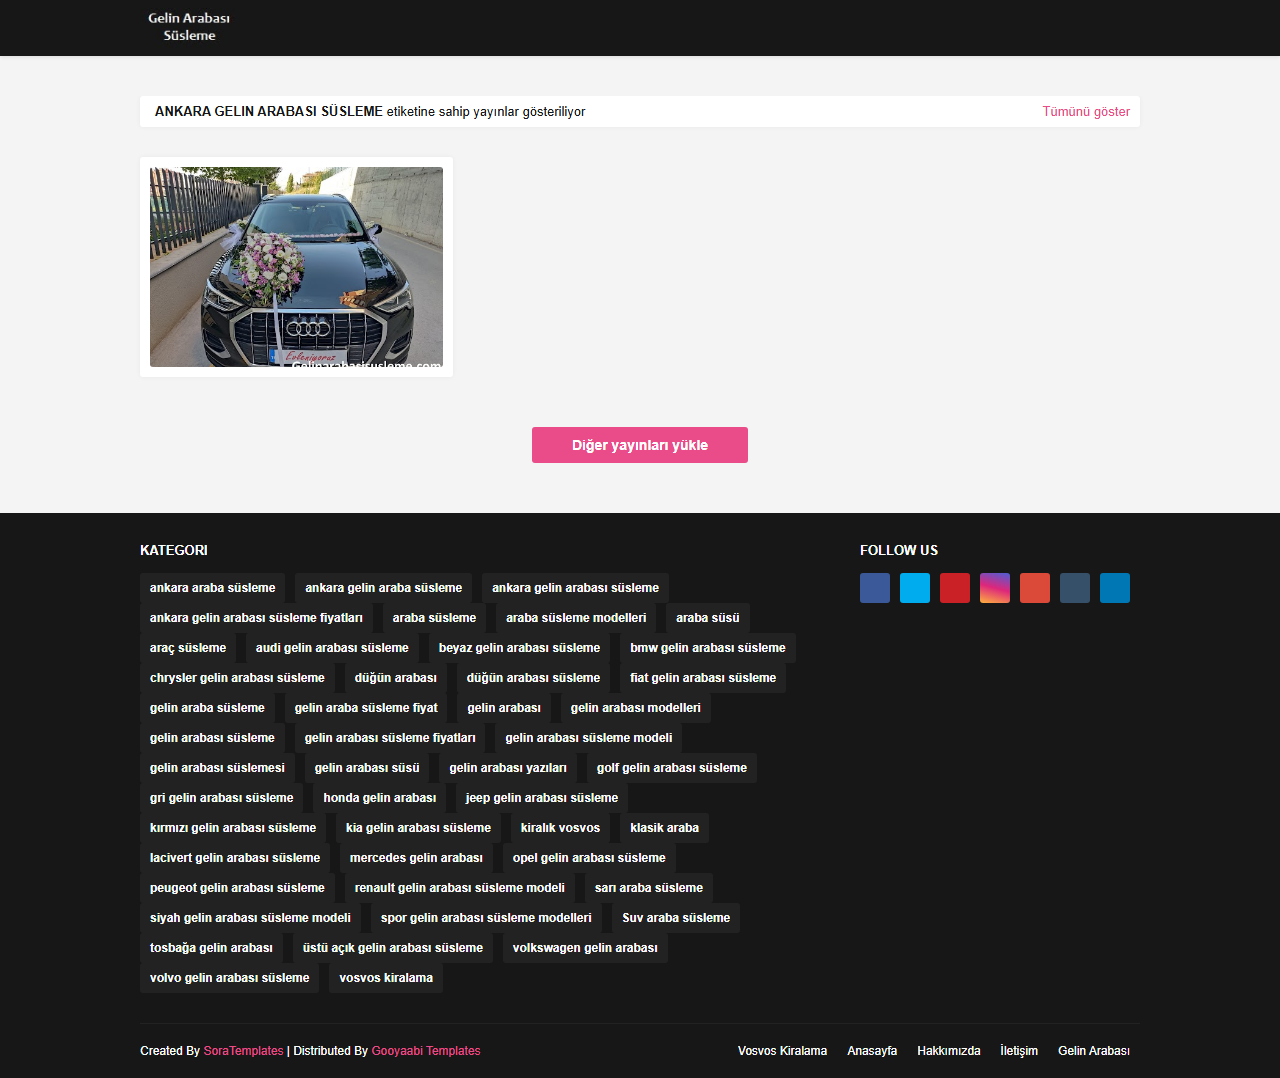 Gelin Arabası
Süsleme
ANKARA GELIN ARABASI SÜSLEME etiketine sahip yayınlar gösteriliyor
Tümünü göster
Evleniyoruz
Gelinarabasisusleme.com
Diğer yayınları yükle
KATEGORI
ankara araba süsleme
ankara gelin araba süsleme
ankara gelin arabası süsleme
ankara gelin arabası süsleme fiyatları
araba süsleme
araba süsleme modelleri
araba süsü
araç süsleme
audi gelin arabası süsleme
beyaz gelin arabası süsleme
bmw gelin arabası süsleme
chrysler gelin arabası süsleme
düğün arabası
düğün arabası süsleme
fiat gelin arabası süsleme
gelin araba süsleme
gelin araba süsleme fiyat
gelin arabası
gelin arabası modelleri
gelin arabası süsleme
gelin arabası süsleme fiyatları
gelin arabası süsleme modeli
gelin arabası süslemesi
gelin arabası süsü
gelin arabası yazıları
golf gelin arabası süsleme
gri gelin arabası süsleme
honda gelin arabası
jeep gelin arabası süsleme
kırmızı gelin arabası süsleme
kia gelin arabası süsleme
kiralık vosvos
klasik araba
lacivert gelin arabası süsleme
mercedes gelin arabası
opel gelin arabası süsleme
peugeot gelin arabası süsleme
renault gelin arabası süsleme modeli
sarı araba süsleme
siyah gelin arabası süsleme modeli
spor gelin arabası süsleme modelleri
Suv araba süsleme
tosbağa gelin arabası
üstü açık gelin arabası süsleme
volkswagen gelin arabası
volvo gelin arabası süsleme
vosvos kiralama
FOLLOW US
Created By SoraTemplates | Distributed By Gooyaabi Templates
Vosvos Kiralama
Anasayfa
Hakkımızda
İletişim
Gelin Arabası